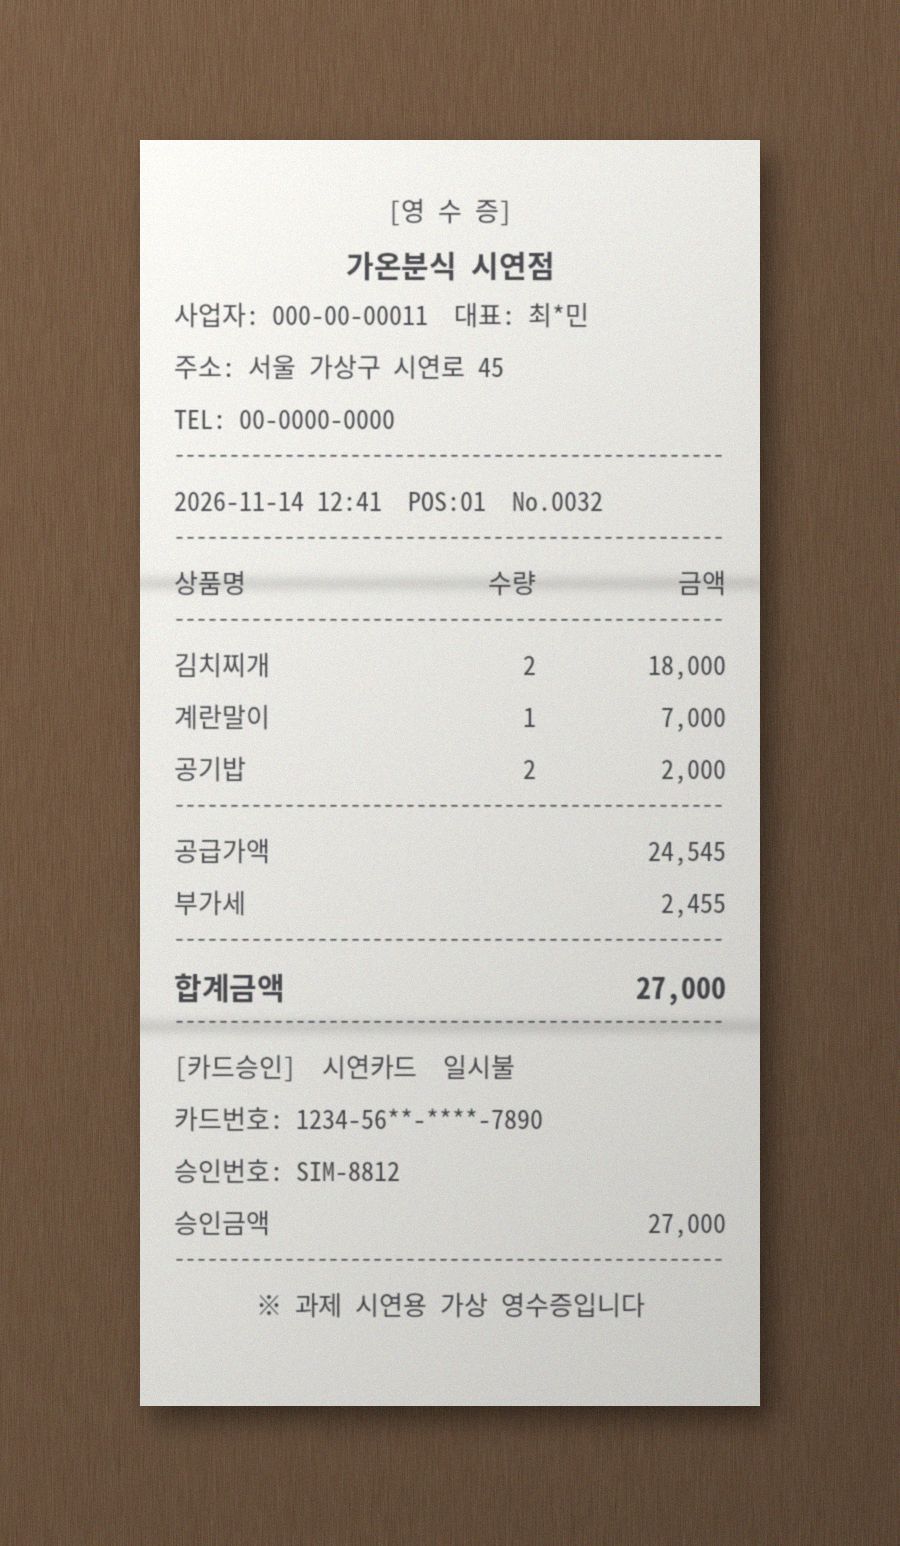 [영 수 증]
가온분식 시연점
사업자: 000-00-00011 대표: 최*민
주소: 서울 가상구 시연로 45
TEL: 00-0000-0000
2026-11-14 12:41 POS:01 No.0032
상품명 수량 금액
김치찌개 2 18,000
계란말이 1 7,000
공기밥 2 2,000
공급가액 24,545
부가세 2,455
합계금액 27,000
[카드승인] 시연카드 일시불
카드번호: 1234-56**-****-7890
승인번호: SIM-8812
승인금액 27,000
※ 과제 시연용 가상 영수증입니다